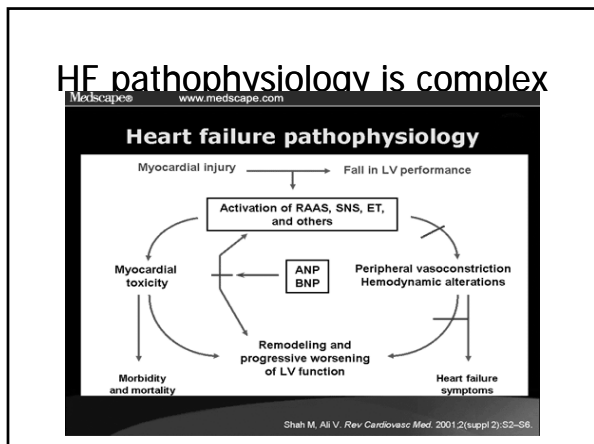 HF pathophysiology is complex
Medscape® www.medscape.com
Heart failure pathophysiology
Myocardial injury
Fall in LV performance
Activation of RAAS, SNS, ET,
and others
Myocardial
toxicity
ANP
BNP
Peripheral vasoconstriction
Hemodynamic alterations
Remodeling and
progressive worsening
of LV function
Morbidity
and mortality
Heart failure
symptoms
Shah M, Ali V. Rev Cardiovasc Med. 2001;2(suppl 2):S2–S6.